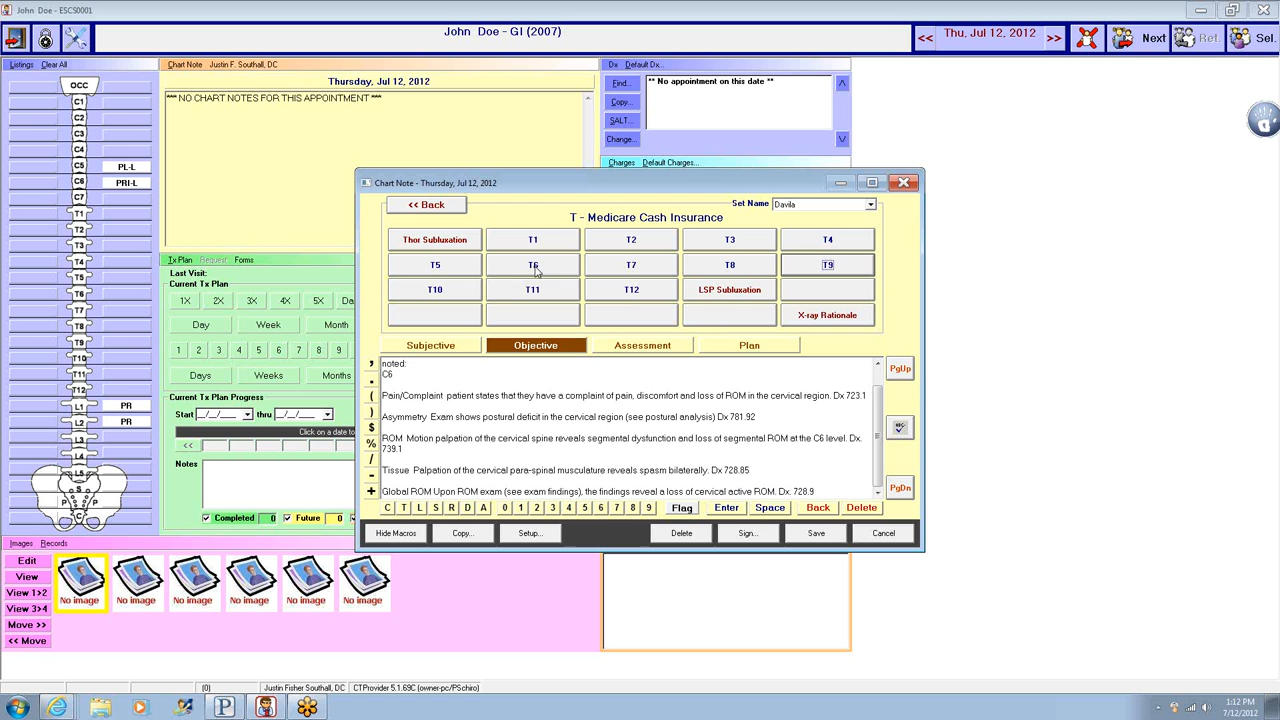 John Doe - ESCS0001
John Doe - GI (2007)
<< Thu, Jul 12, 2012 >>
Next
Ret.
Sel.
Listings Clear All
OCC
C1
C2
C3
C4
C5 PL-L
C6 PRI-L
C7
T1
T2
T3
T4
T5
T6
T7
T8
T9
T10
T11
T12
L1 PR
L2 PR
L3
L4
L5
S
P P
Chart Note Justin F. Southall, DC
Thursday, Jul 12, 2012
*** NO CHART NOTES FOR THIS APPOINTMENT ***
Dx Default Dx...
Find...
Copy...
SALT...
Change...
** No appointment on this date **
Charges Default Charges...
Tx Plan Request Forms
Last Visit:
Current Tx Plan
1X 2X 3X 4X 5X Da
Day Week Month
1 2 3 4 5 6 7 8 9
Days Weeks Months
Current Tx Plan Progress
Start __/__/____ thru __/__/____
Click on a date to
<<
Notes
Completed 0 Future 0
Chart Note - Thursday, Jul 12, 2012
<< Back
Set Name Davila
T - Medicare Cash Insurance
Thor Subluxation T1 T2 T3 T4
T5 T6 T7 T8 T9
T10 T11 T12 LSP Subluxation
X-ray Rationale
Subjective Objective Assessment Plan
,
.
(
)
$
%
/
-
+
noted:
C6
Pain/Complaint patient states that they have a complaint of pain, discomfort and loss of ROM in the cervical region. Dx 723.1
Asymmetry Exam shows postural deficit in the cervical region (see postural analysis) Dx 781.92
ROM Motion palpation of the cervical spine reveals segmental dysfunction and loss of segmental ROM at the C6 level. Dx.
739.1
Tissue Palpation of the cervical para-spinal musculature reveals spasm bilaterally. Dx 728.85
Global ROM Upon ROM exam (see exam findings), the findings reveal a loss of cervical active ROM. Dx. 728.9
PgUp
PgDn
C T L S R D A 0 1 2 3 4 5 6 7 8 9 Flag Enter Space Back Delete
Hide Macros Copy... Setup... Delete Sign... Save Cancel
Images Records
Edit
View
View 1>2
View 3>4
Move >>
<< Move
No image No image No image No image No image No image
(0) Justin Fisher Southall, DC CTProvider 5.1.69C (owner-pc/PSchiro)
1:12 PM
7/12/2012